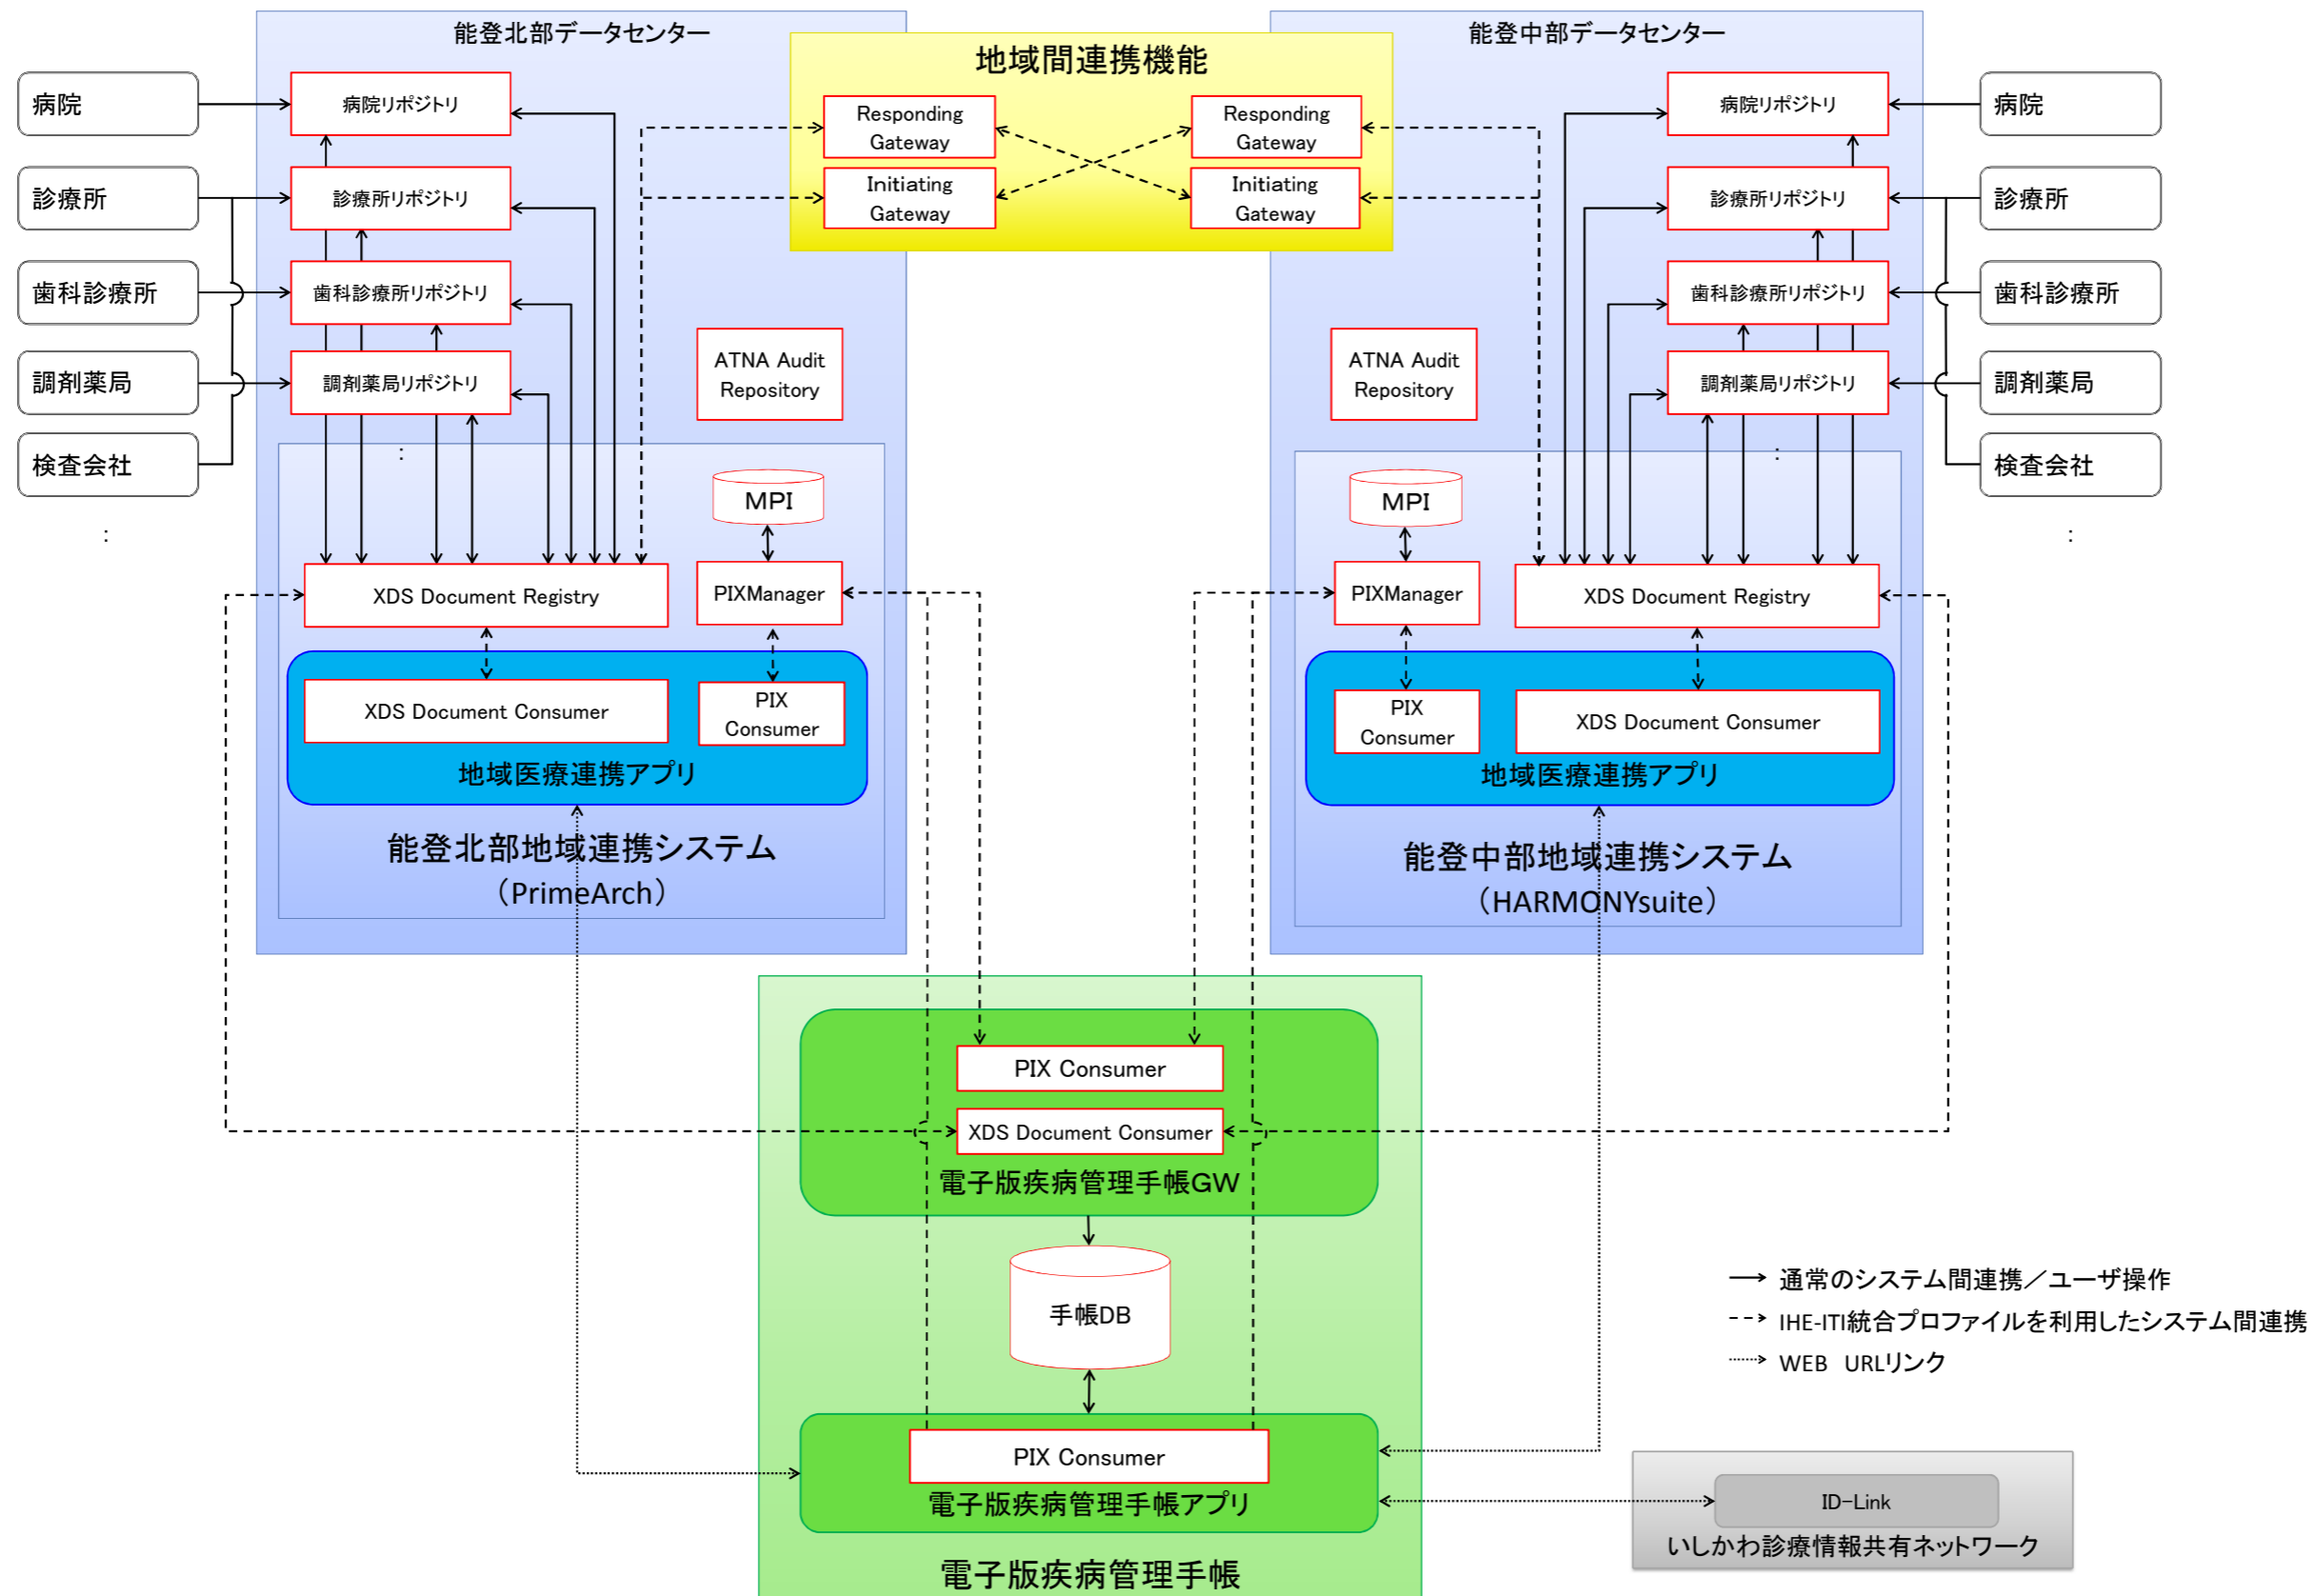 能登北部データセンター
能登中部データセンター
地域間連携機能
Responding
Gateway
Responding
Gateway
Initiating
Gateway
Initiating
Gateway
病院
診療所
歯科診療所
調剤薬局
検査会社
:
病院リポジトリ
診療所リポジトリ
歯科診療所リポジトリ
調剤薬局リポジトリ
:
ATNA Audit
Repository
MPI
XDS Document Registry
PIXManager
XDS Document Consumer
PIX
Consumer
地域医療連携アプリ
能登北部地域連携システム
（PrimeArch）
病院リポジトリ
診療所リポジトリ
歯科診療所リポジトリ
調剤薬局リポジトリ
:
病院
診療所
歯科診療所
調剤薬局
検査会社
:
ATNA Audit
Repository
MPI
PIXManager
XDS Document Registry
PIX
Consumer
XDS Document Consumer
地域医療連携アプリ
能登中部地域連携システム
（HARMONYsuite）
PIX Consumer
XDS Document Consumer
電子版疾病管理手帳GW
手帳DB
PIX Consumer
電子版疾病管理手帳アプリ
電子版疾病管理手帳
通常のシステム間連携／ユーザ操作
IHE-ITI統合プロファイルを利用したシステム間連携
WEB　URLリンク
ID-Link
いしかわ診療情報共有ネットワーク